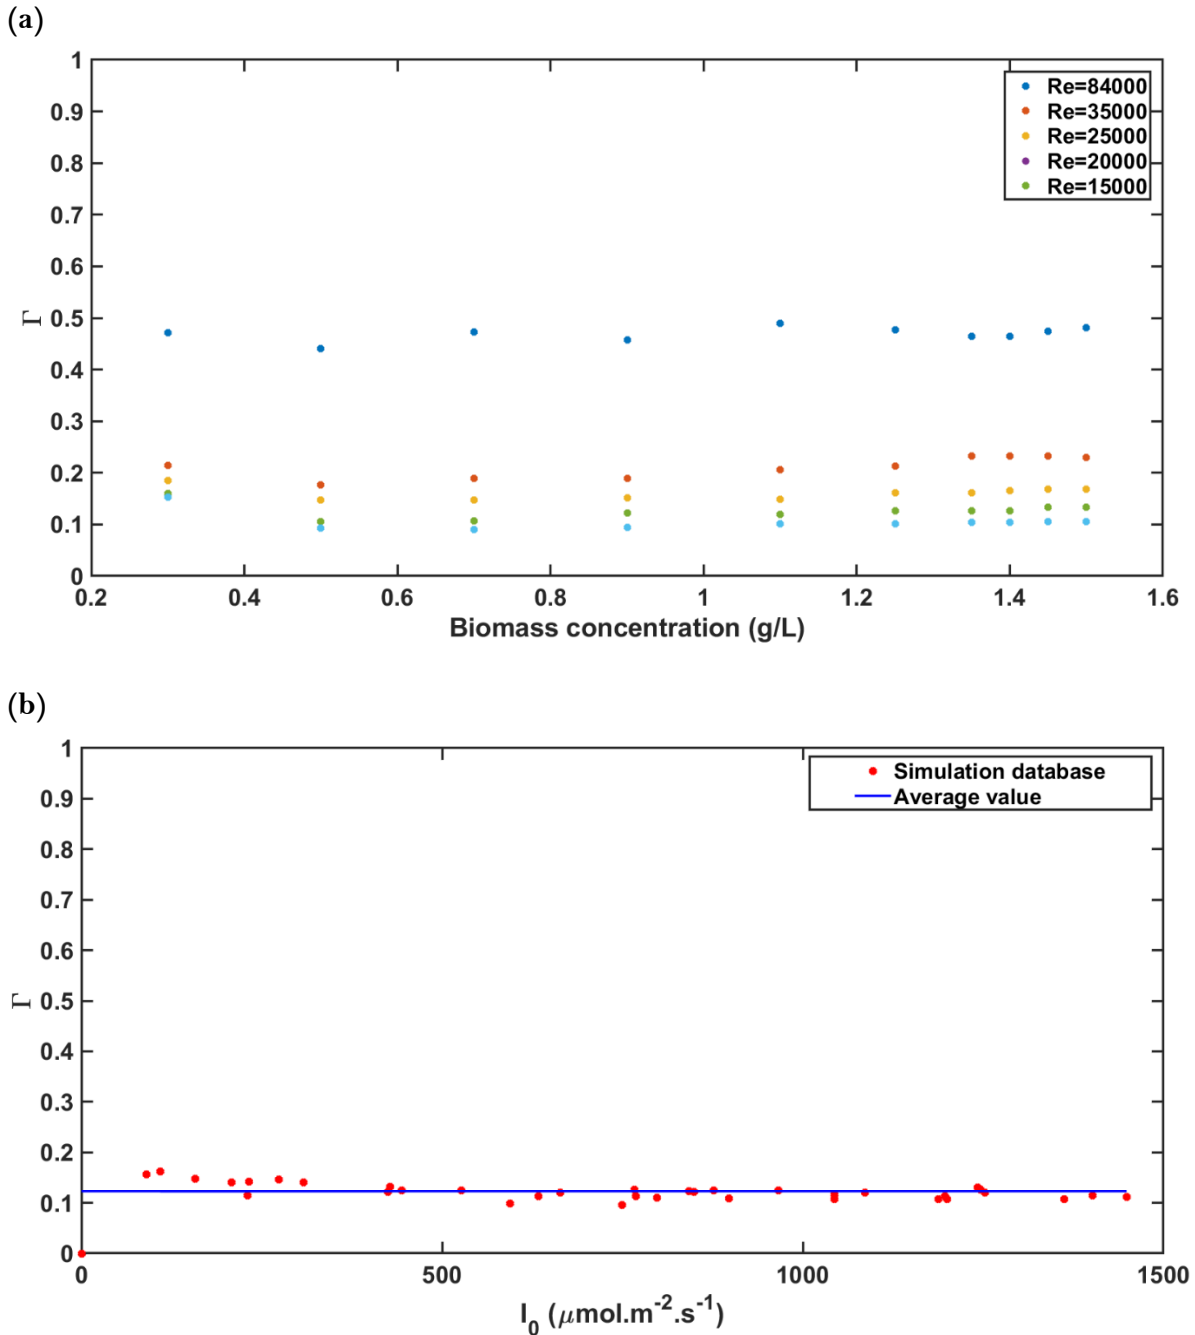 (a)
1
0.9
0.8
0.7
0.6
0.5
0.4
0.3
0.2
0.1
0
Γ
Re=84000
Re=35000
Re=25000
Re=20000
Re=15000
0.2 0.4 0.6 0.8 1 1.2 1.4 1.6
Biomass concentration (g/L)
(b)
1
0.9
0.8
0.7
0.6
0.5
0.4
0.3
0.2
0.1
0
Γ
Simulation database
Average value
0 500 1000 1500
I₀ (μmol.m⁻².s⁻¹)